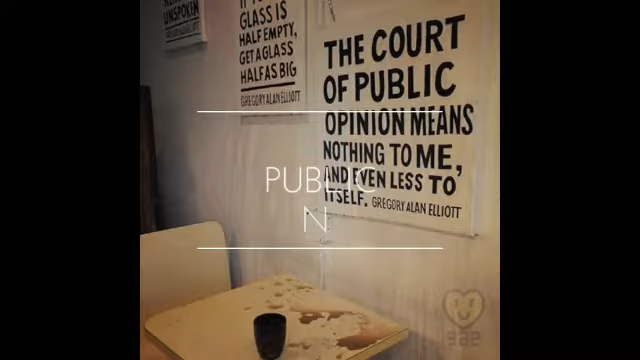 UNSPOKEN
GLASS IS
HALF EMPTY,
GET A GLASS
HALF AS BIG
GREGORY ALAN ELLIOTT
THE COURT
OF PUBLIC
OPINION MEANS
NOTHING TO ME,
AND EVEN LESS TO
ITSELF. GREGORY ALAN ELLIOTT
PUBLIC
N